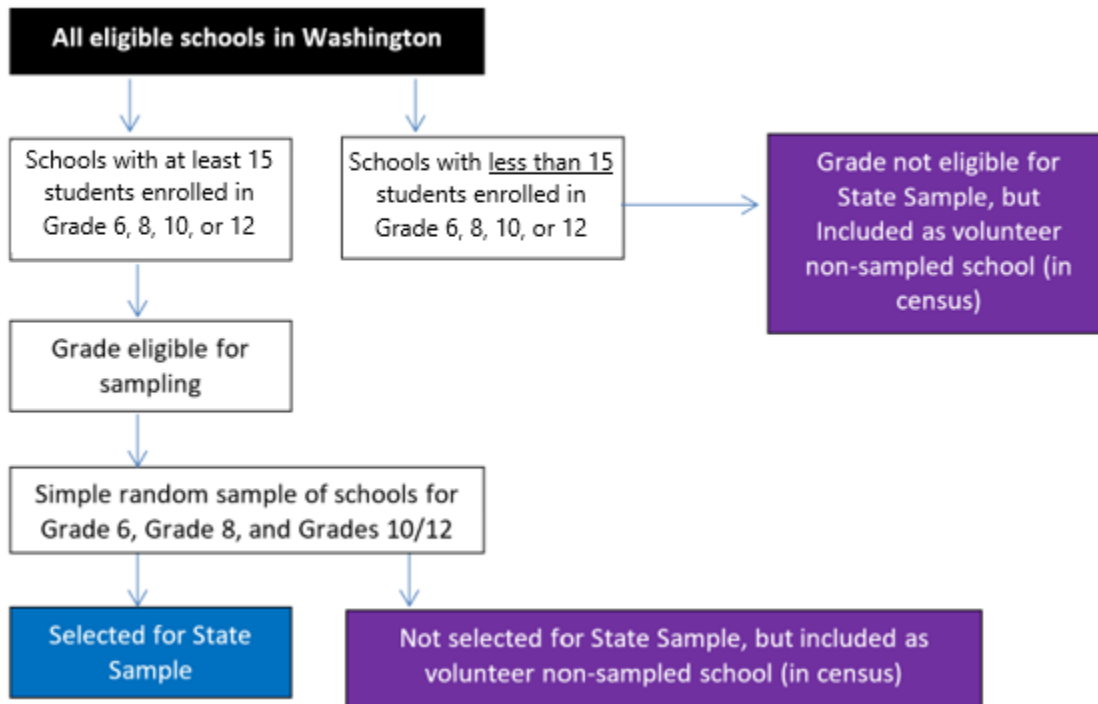 All eligible schools in Washington
Schools with at least 15
students enrolled in
Grade 6, 8, 10, or 12
Schools with less than 15
students enrolled in
Grade 6, 8, 10, or 12
Grade not eligible for
State Sample, but
Included as volunteer
non-sampled school (in
census)
Grade eligible for
sampling
Simple random sample of schools for
Grade 6, Grade 8, and Grades 10/12
Selected for State
Sample
Not selected for State Sample, but included as
volunteer non-sampled school (in census)